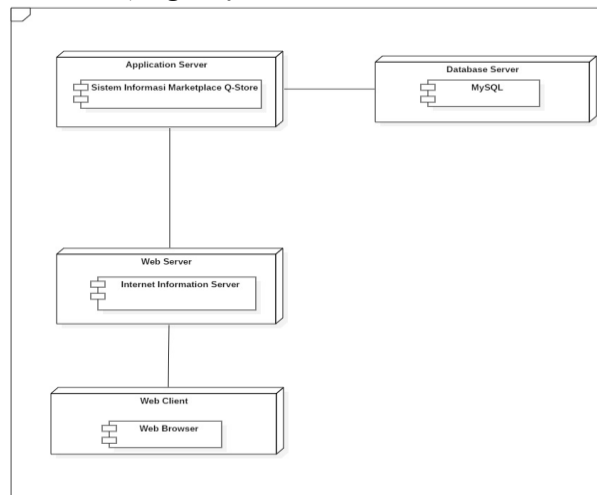 Application Server
Sistem Informasi Marketplace Q-Store
Database Server
MySQL
Web Server
Internet Information Server
Web Client
Web Browser